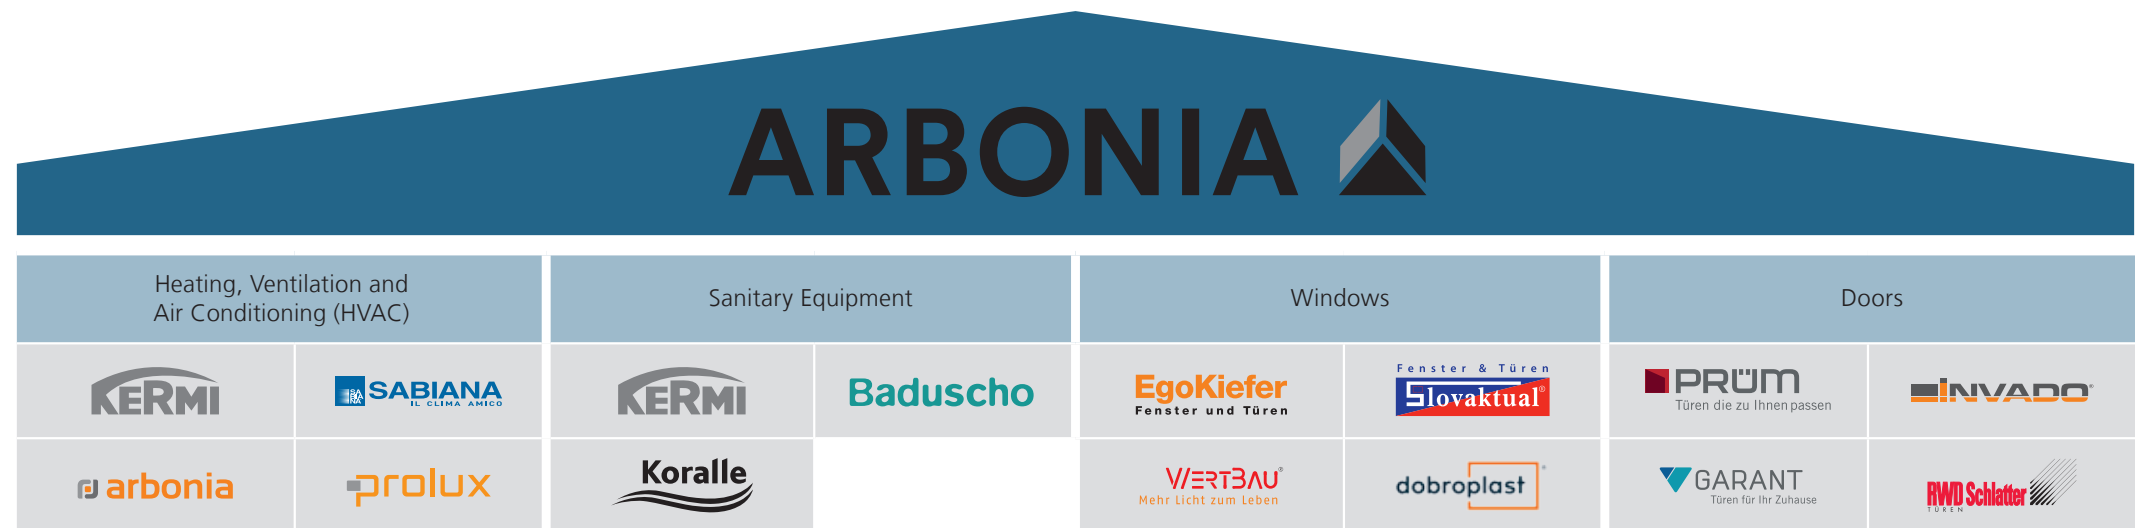 ARBONIA
Heating, Ventilation and
Air Conditioning (HVAC)
Sanitary Equipment
Windows
Doors
KERMI
SABIANA
IL CLIMA AMICO
KERMI
Baduscho
EgoKiefer
Fenster und Türen
Fenster & Türen
Slovaktual®
PRÜM
Türen die zu Ihnen passen
INVADO®
arbonia
prolux
Koralle
WERTBAU®
Mehr Licht zum Leben
dobroplast®
GARANT
Türen für Ihr Zuhause
RWD Schlatter
TÜREN